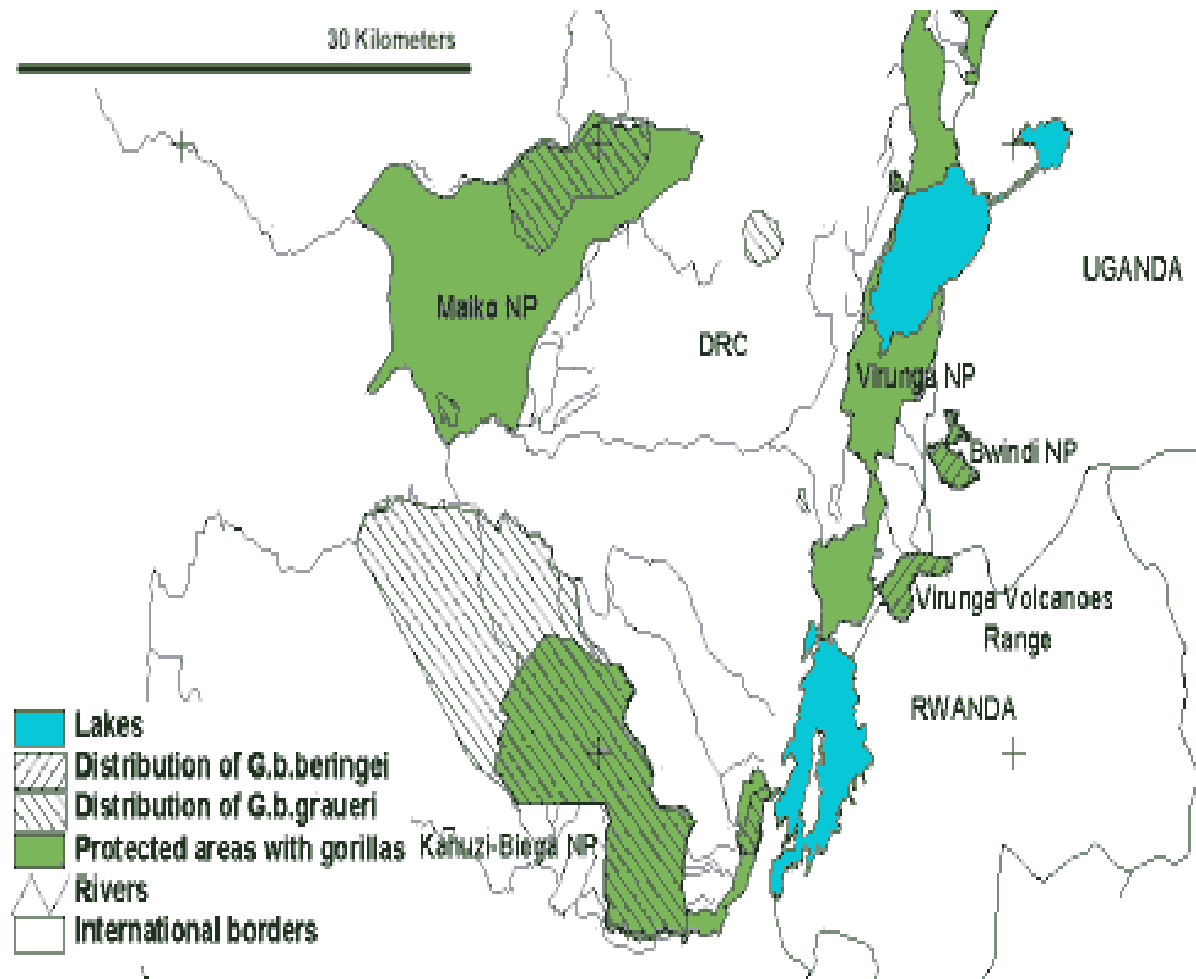 30 Kilometers
UGANDA
Maiko NP
DRC
Virunga NP
Bwindi NP
Virunga Volcanoes
Range
RWANDA
Lakes
Distribution of G.b.beringei
Distribution of G.b.graueri
Protected areas with gorillas
Kahuzi-Biega NP
Rivers
International borders